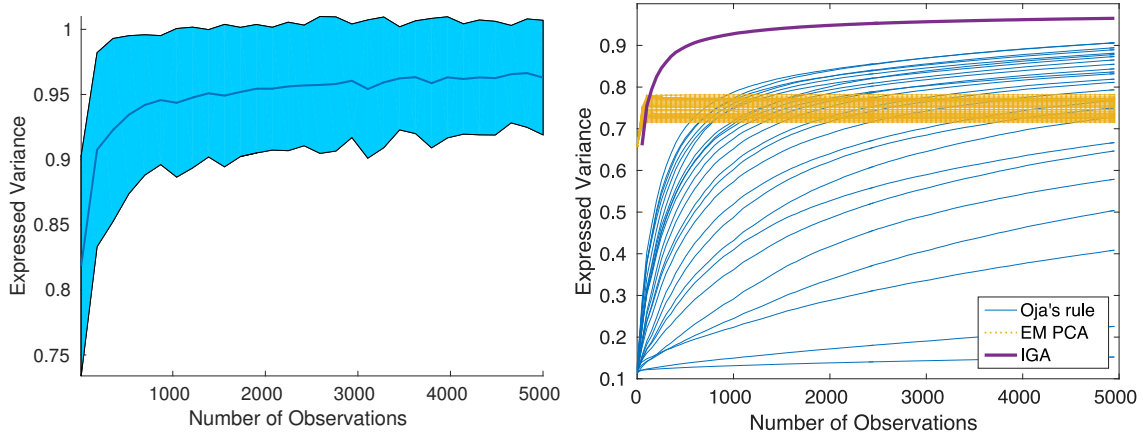 1
0.95
0.9
0.85
0.8
0.75
Expressed Variance
1000 2000 3000 4000 5000
Number of Observations
0.9
0.8
0.7
0.6
0.5
0.4
0.3
0.2
0.1
Expressed Variance
0 1000 2000 3000 4000 5000
Number of Observations
Oja's rule
EM PCA
IGA